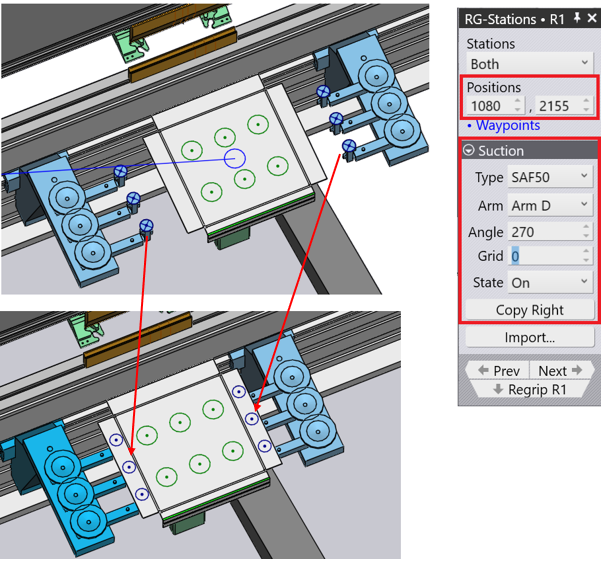 RG-Stations • R1
Stations
Both
Positions
1080 , 2155
• Waypoints
Suction
Type SAF50
Arm Arm D
Angle 270
Grid 0
State On
Copy Right
Import...
Prev Next
Regrip R1